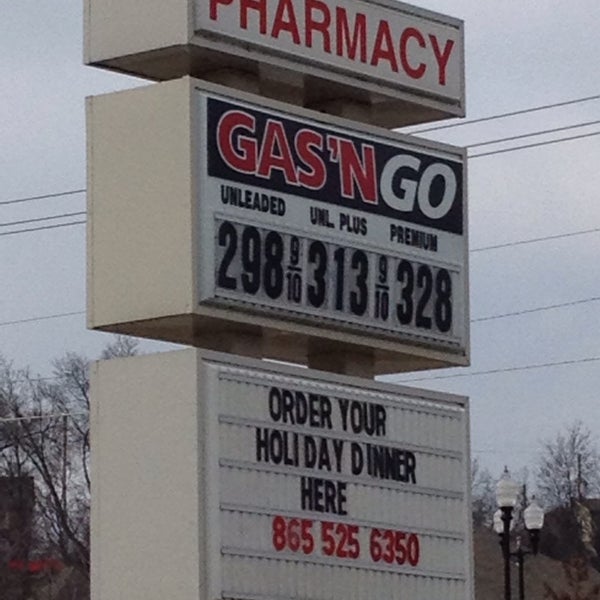 PHARMACY
GAS'N GO
UNLEADED UNL. PLUS PREMIUM
298 9/10 313 9/10 328
ORDER YOUR
HOLIDAY DINNER
HERE
865 525 6350